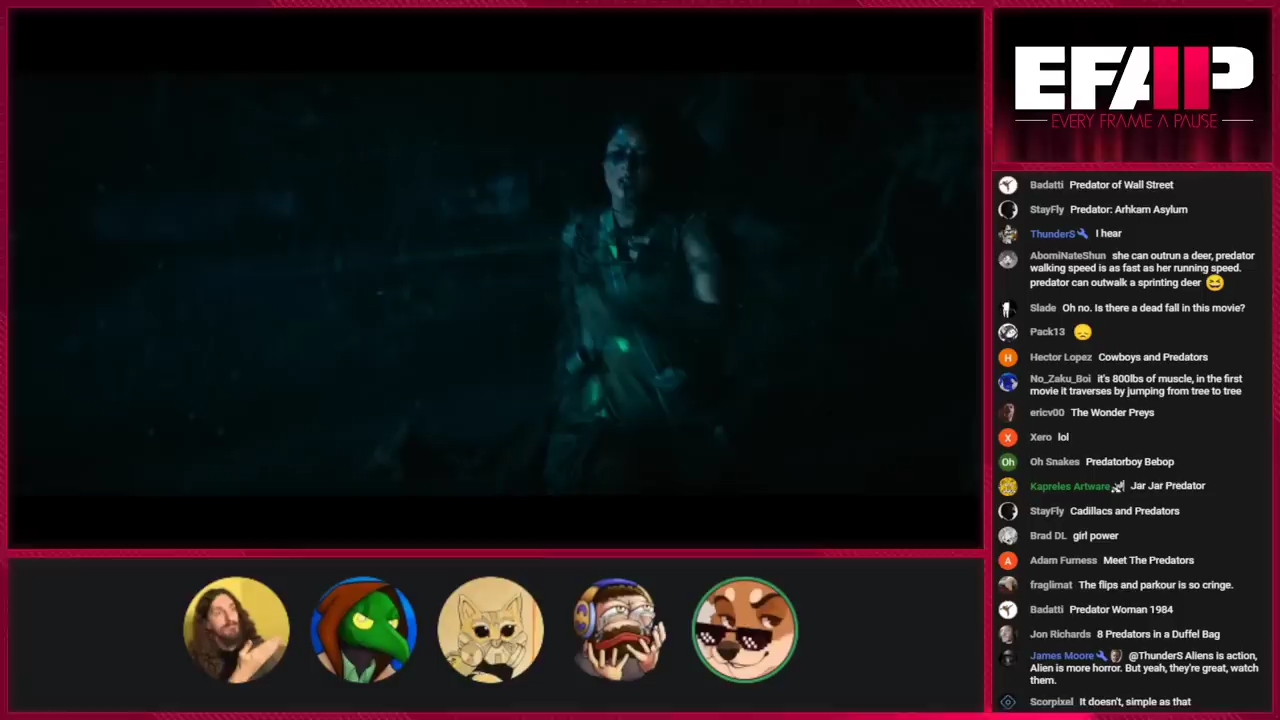 EFAP
EVERY FRAME A PAUSE
Badatti Predator of Wall Street
StayFly Predator: Arhkam Asylum
ThunderS I hear
AbomiNateShun she can outrun a deer, predator
walking speed is as fast as her running speed.
predator can outwalk a sprinting deer 😆
Slade Oh no. Is there a dead fall in this movie?
Pack13 😞
H Hector Lopez Cowboys and Predators
No_Zaku_Boi it's 800lbs of muscle, in the first
movie it traverses by jumping from tree to tree
ericv00 The Wonder Preys
X Xero lol
Oh Oh Snakes Predatorboy Bebop
Kapreles Artware Jar Jar Predator
StayFly Cadillacs and Predators
Brad DL girl power
A Adam Furness Meet The Predators
fraglimat The flips and parkour is so cringe.
Badatti Predator Woman 1984
Jon Richards 8 Predators in a Duffel Bag
James Moore @ThunderS Aliens is action,
Alien is more horror. But yeah, they're great, watch
them.
Scorpixel It doesn't, simple as that